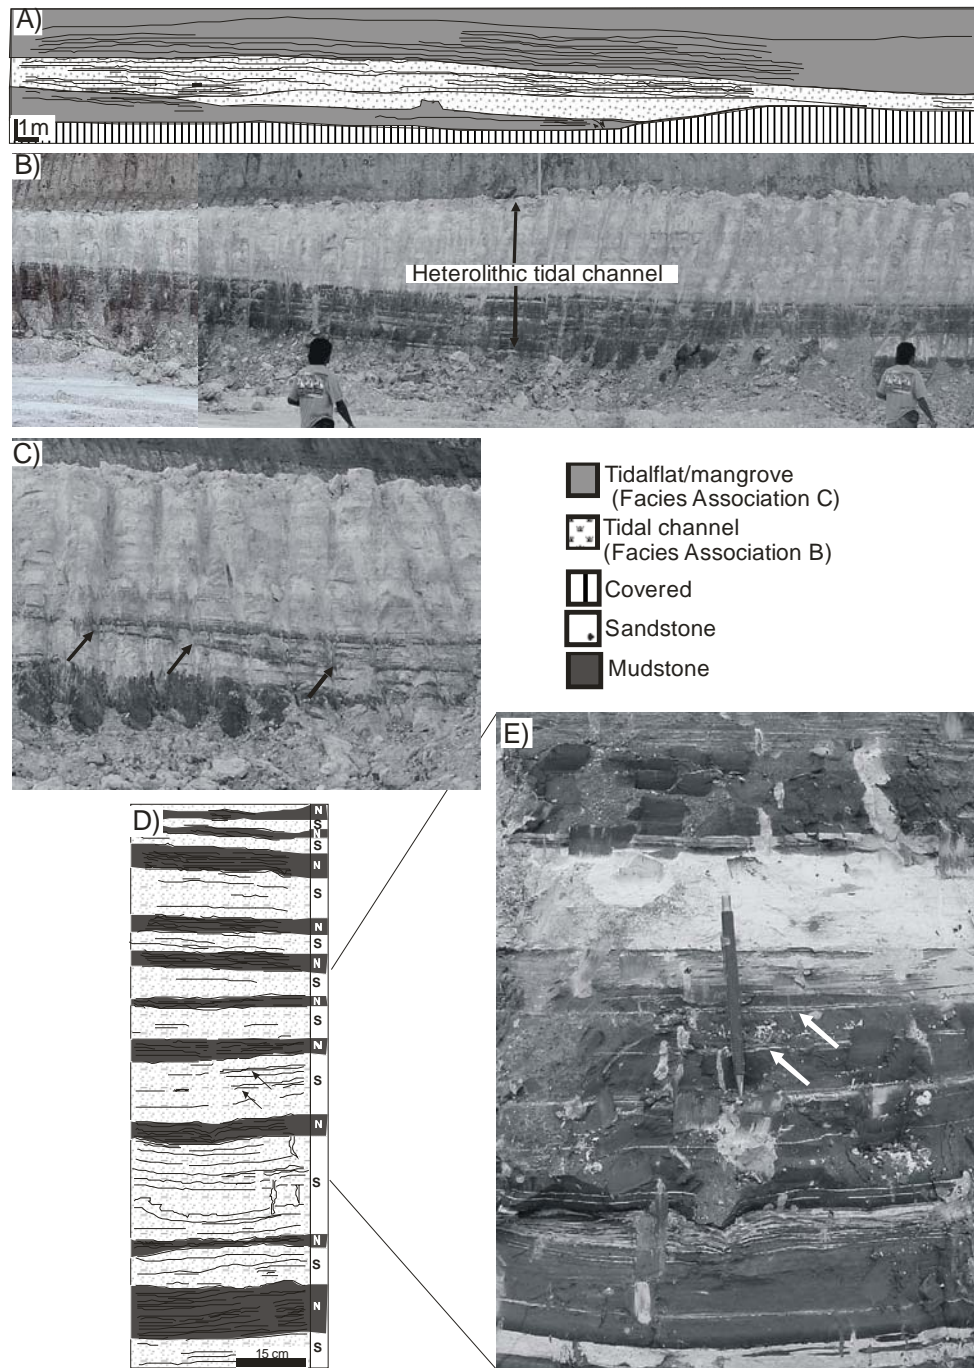 A)
1m
B)
Heterolithic tidal channel
C)
Tidalflat/mangrove
(Facies Association C)
Tidal channel
(Facies Association B)
Covered
Sandstone
Mudstone
E)
D)
N
S
N
S
N
S
N
S
N
S
N
S
N
S
N
S
N
S
N
S
15 cm